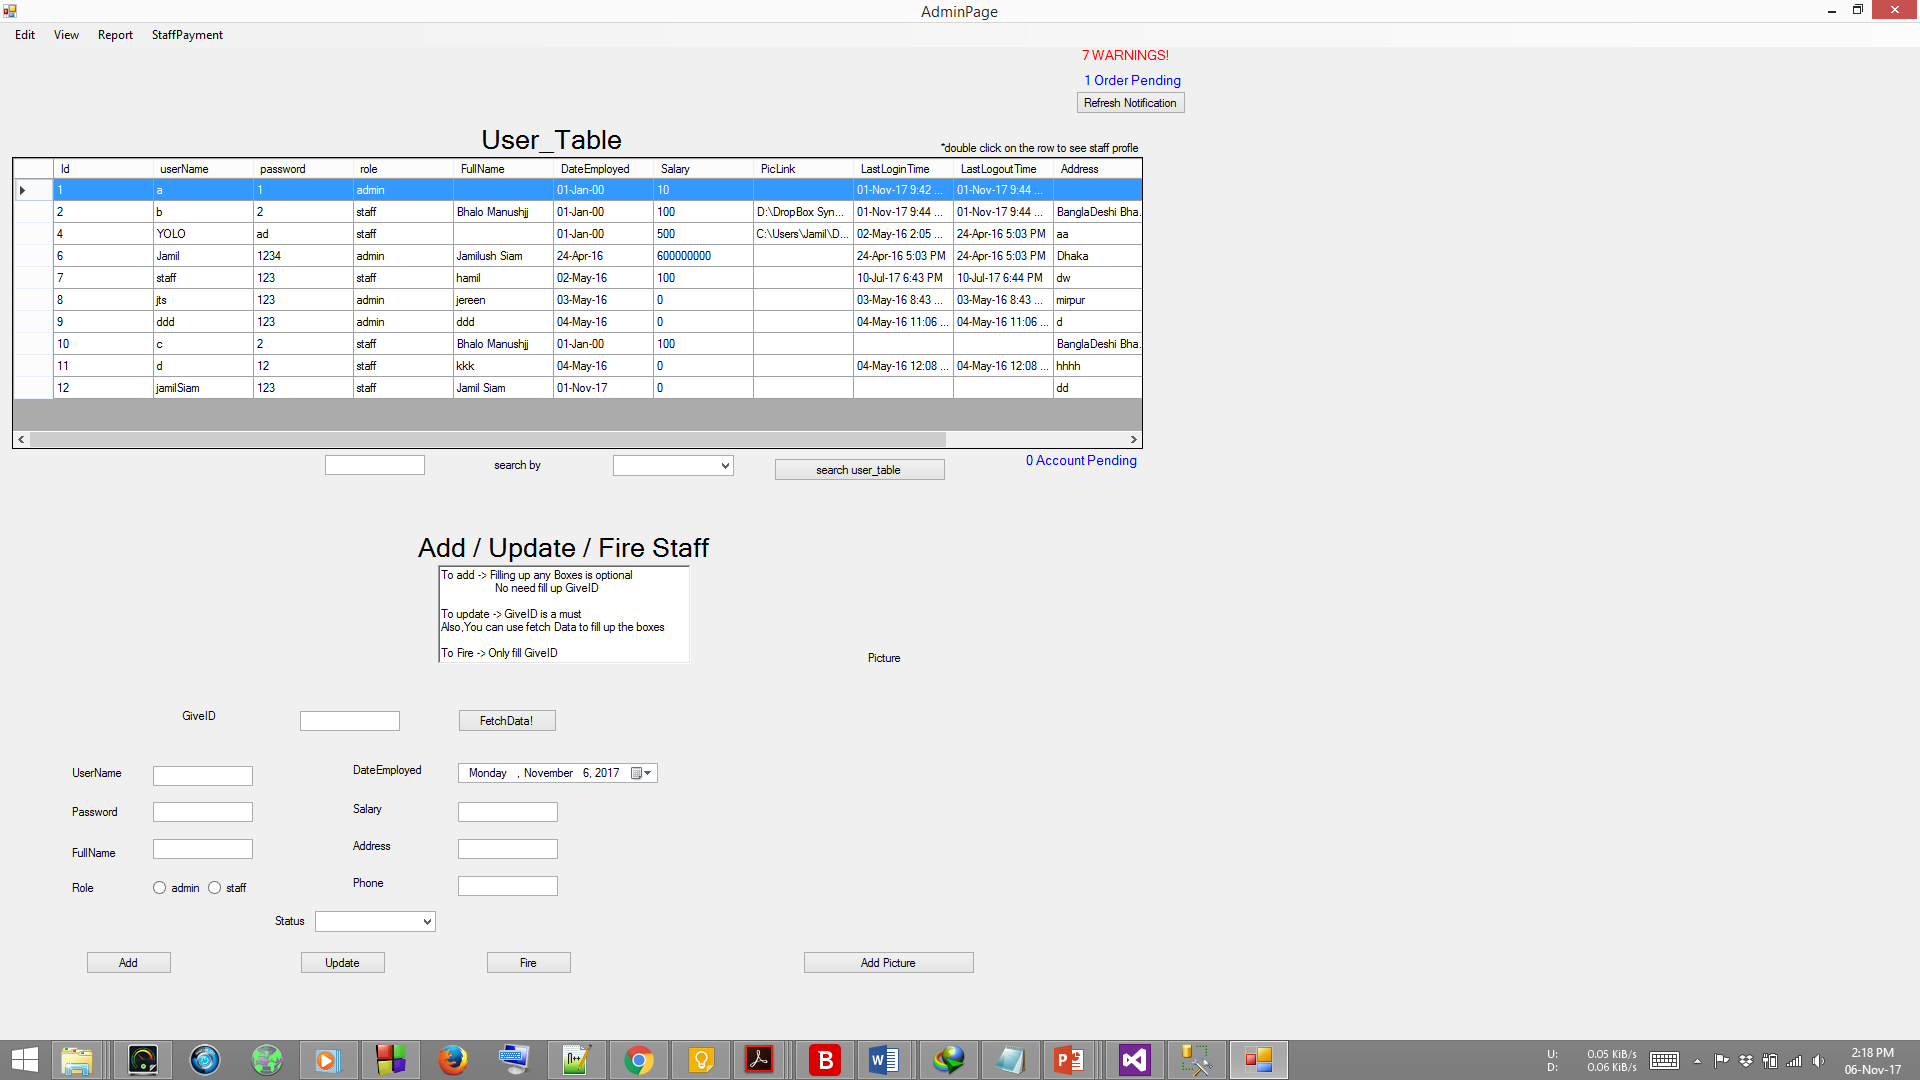 AdminPage
Edit View Report StaffPayment
7 WARNINGS!
1 Order Pending
Refresh Notification
User_Table
*double click on the row to see staff profile
Id userName password role FullName DateEmployed Salary PicLink LastLoginTime LastLogoutTime Address
1 a 1 admin 01-Jan-00 10 01-Nov-17 9:42 ... 01-Nov-17 9:44 ...
2 b 2 staff Bhalo Manushjj 01-Jan-00 100 D:\DropBox Syn... 01-Nov-17 9:44 ... 01-Nov-17 9:44 ... BanglaDeshi Bha.
4 YOLO ad staff 01-Jan-00 500 C:\Users\Jamil\D... 02-May-16 2:05 ... 24-Apr-16 5:03 PM aa
6 Jamil 1234 admin Jamilush Siam 24-Apr-16 600000000 24-Apr-16 5:03 PM 24-Apr-16 5:03 PM Dhaka
7 staff 123 staff hamil 02-May-16 100 10-Jul-17 6:43 PM 10-Jul-17 6:44 PM dw
8 jts 123 admin jereen 03-May-16 0 03-May-16 8:43 ... 03-May-16 8:43 ... mirpur
9 ddd 123 admin ddd 04-May-16 0 04-May-16 11:06 ... 04-May-16 11:06 ... d
10 c 2 staff Bhalo Manushjj 01-Jan-00 100 BanglaDeshi Bha.
11 d 12 staff kkk 04-May-16 0 04-May-16 12:08 ... 04-May-16 12:08 ... hhhh
12 jamilSiam 123 staff Jamil Siam 01-Nov-17 0 dd
search by search user_table 0 Account Pending
Add / Update / Fire Staff
To add -> Filling up any Boxes is optional
No need fill up GiveID
To update -> GiveID is a must
Also,You can use fetch Data to fill up the boxes
To Fire -> Only fill GiveID
Picture
GiveID FetchData!
UserName DateEmployed Monday , November 6, 2017
Password Salary
FullName Address
Role admin staff Phone
Status
Add Update Fire Add Picture
U: 0.05 KiB/s
D: 0.06 KiB/s
2:18 PM
06-Nov-17